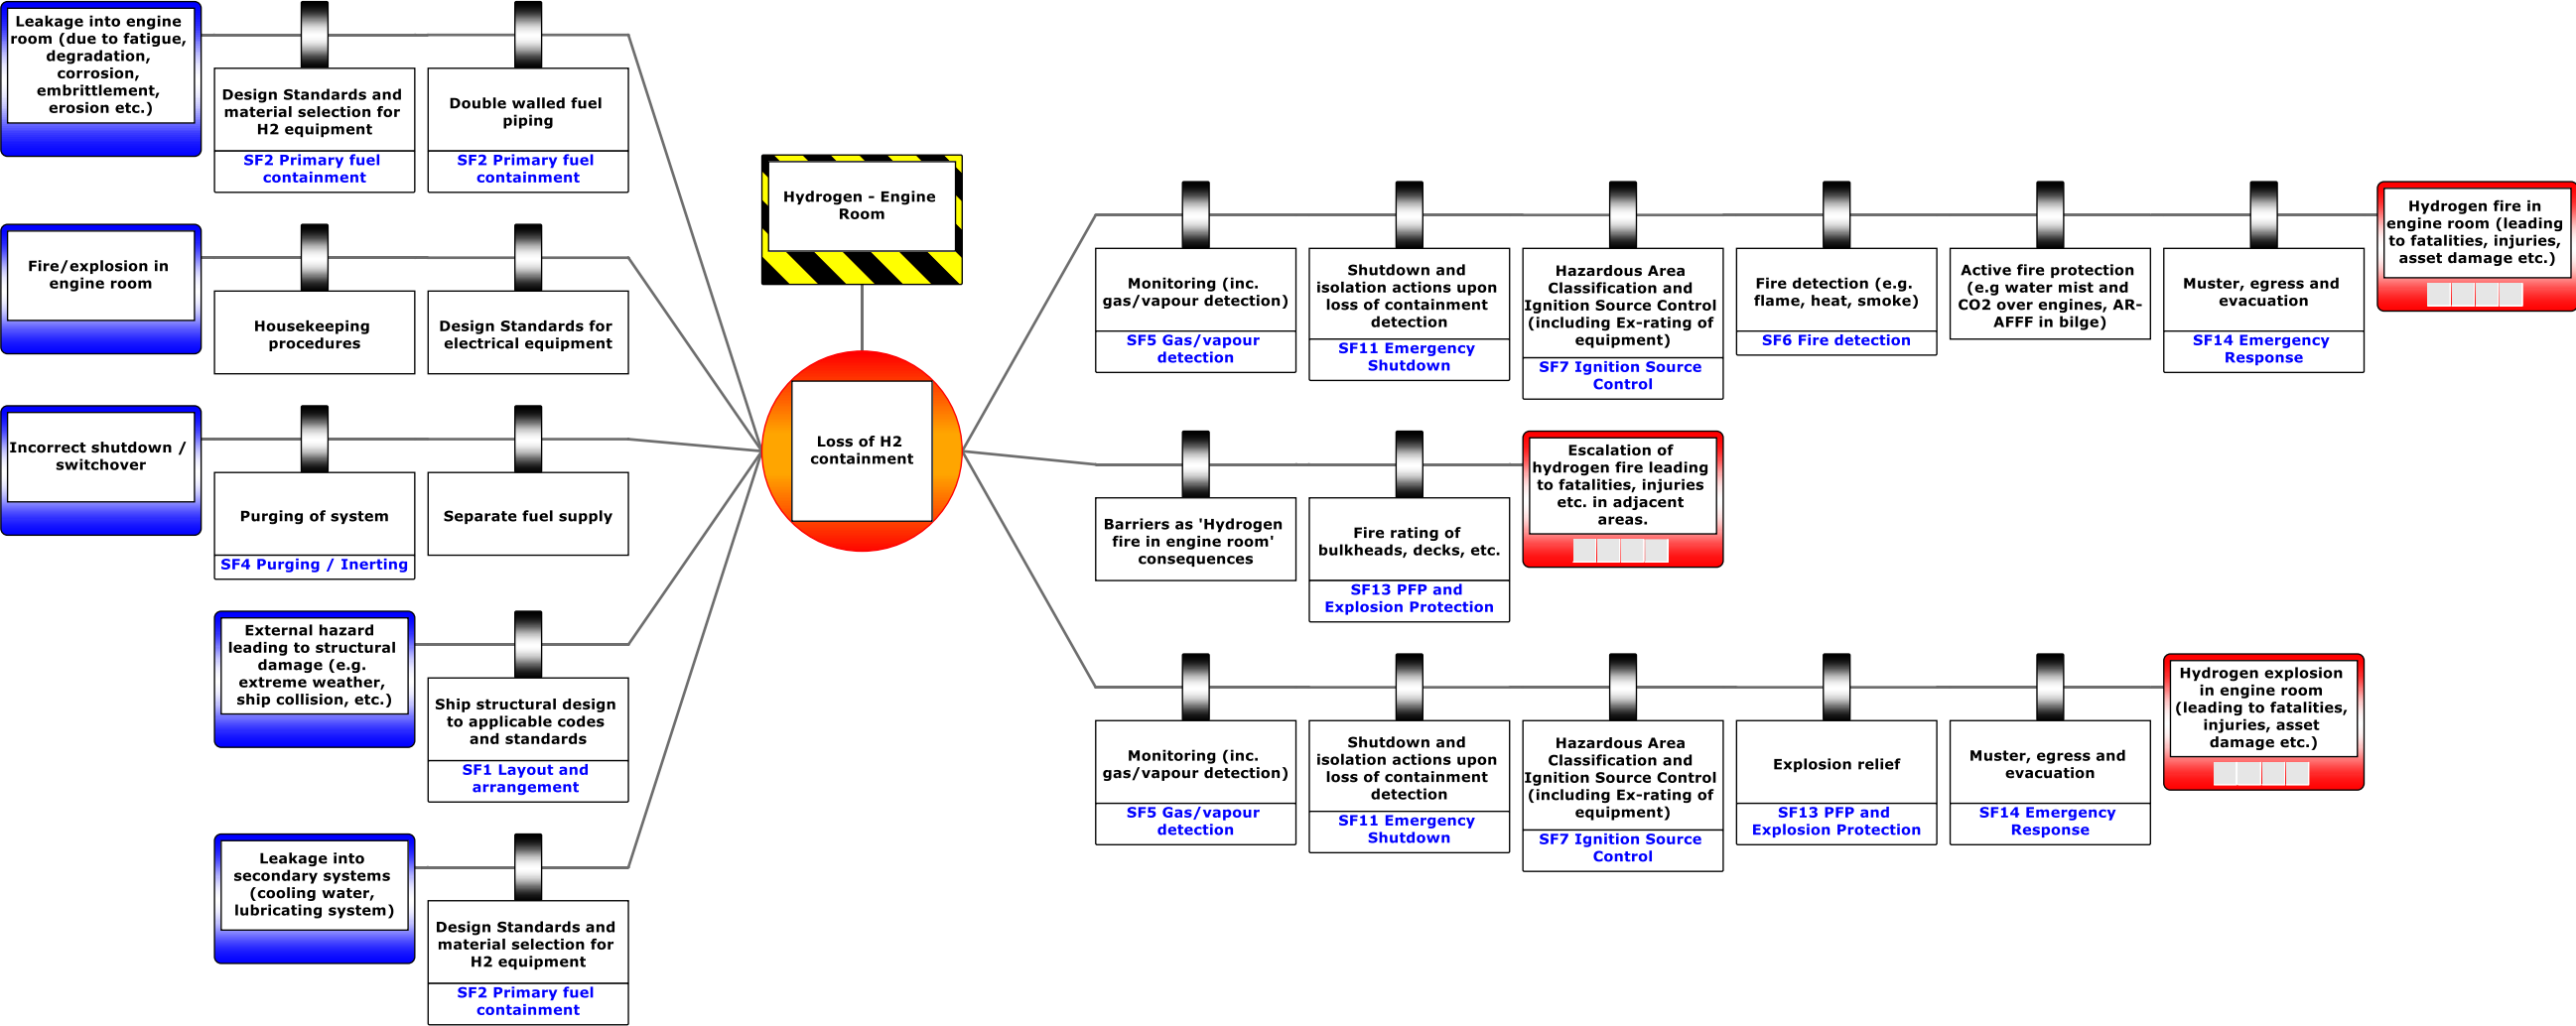 Leakage into engine
room (due to fatigue,
degradation,
corrosion,
embrittlement,
erosion etc.)
Design Standards and
material selection for
H2 equipment
SF2 Primary fuel
containment
Double walled fuel
piping
SF2 Primary fuel
containment
Fire/explosion in
engine room
Housekeeping
procedures
Design Standards for
electrical equipment
Incorrect shutdown /
switchover
Purging of system
SF4 Purging / Inerting
Separate fuel supply
External hazard
leading to structural
damage (e.g.
extreme weather,
ship collision, etc.)
Ship structural design
to applicable codes
and standards
SF1 Layout and
arrangement
Leakage into
secondary systems
(cooling water,
lubricating system)
Design Standards and
material selection for
H2 equipment
SF2 Primary fuel
containment
Hydrogen - Engine
Room
Loss of H2
containment
Monitoring (inc.
gas/vapour detection)
SF5 Gas/vapour
detection
Shutdown and
isolation actions upon
loss of containment
detection
SF11 Emergency
Shutdown
Hazardous Area
Classification and
Ignition Source Control
(including Ex-rating of
equipment)
SF7 Ignition Source
Control
Fire detection (e.g.
flame, heat, smoke)
SF6 Fire detection
Active fire protection
(e.g water mist and
CO2 over engines, AR-
AFFF in bilge)
Muster, egress and
evacuation
SF14 Emergency
Response
Hydrogen fire in
engine room (leading
to fatalities, injuries,
asset damage etc.)
Barriers as 'Hydrogen
fire in engine room'
consequences
Fire rating of
bulkheads, decks, etc.
SF13 PFP and
Explosion Protection
Escalation of
hydrogen fire leading
to fatalities, injuries
etc. in adjacent
areas.
Monitoring (inc.
gas/vapour detection)
SF5 Gas/vapour
detection
Shutdown and
isolation actions upon
loss of containment
detection
SF11 Emergency
Shutdown
Hazardous Area
Classification and
Ignition Source Control
(including Ex-rating of
equipment)
SF7 Ignition Source
Control
Explosion relief
SF13 PFP and
Explosion Protection
Muster, egress and
evacuation
SF14 Emergency
Response
Hydrogen explosion
in engine room
(leading to fatalities,
injuries, asset
damage etc.)